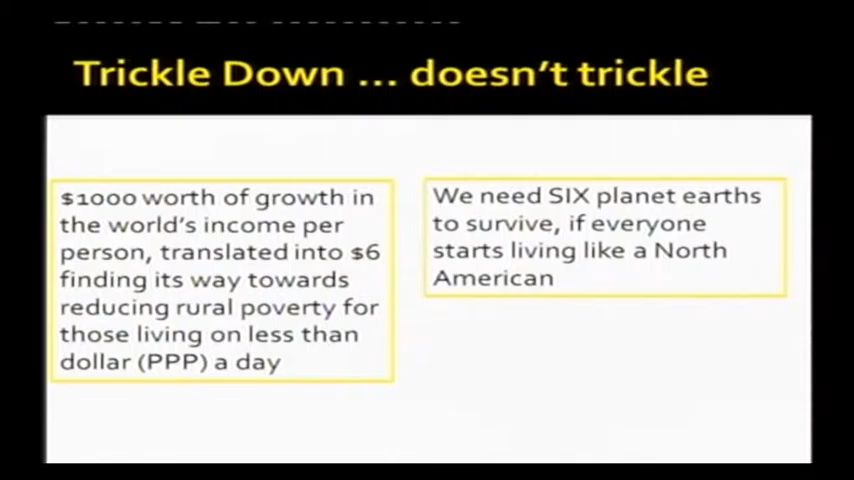 Trickle Down ... doesn't trickle
$1000 worth of growth in
the world's income per
person, translated into $6
finding its way towards
reducing rural poverty for
those living on less than
dollar (PPP) a day
We need SIX planet earths
to survive, if everyone
starts living like a North
American